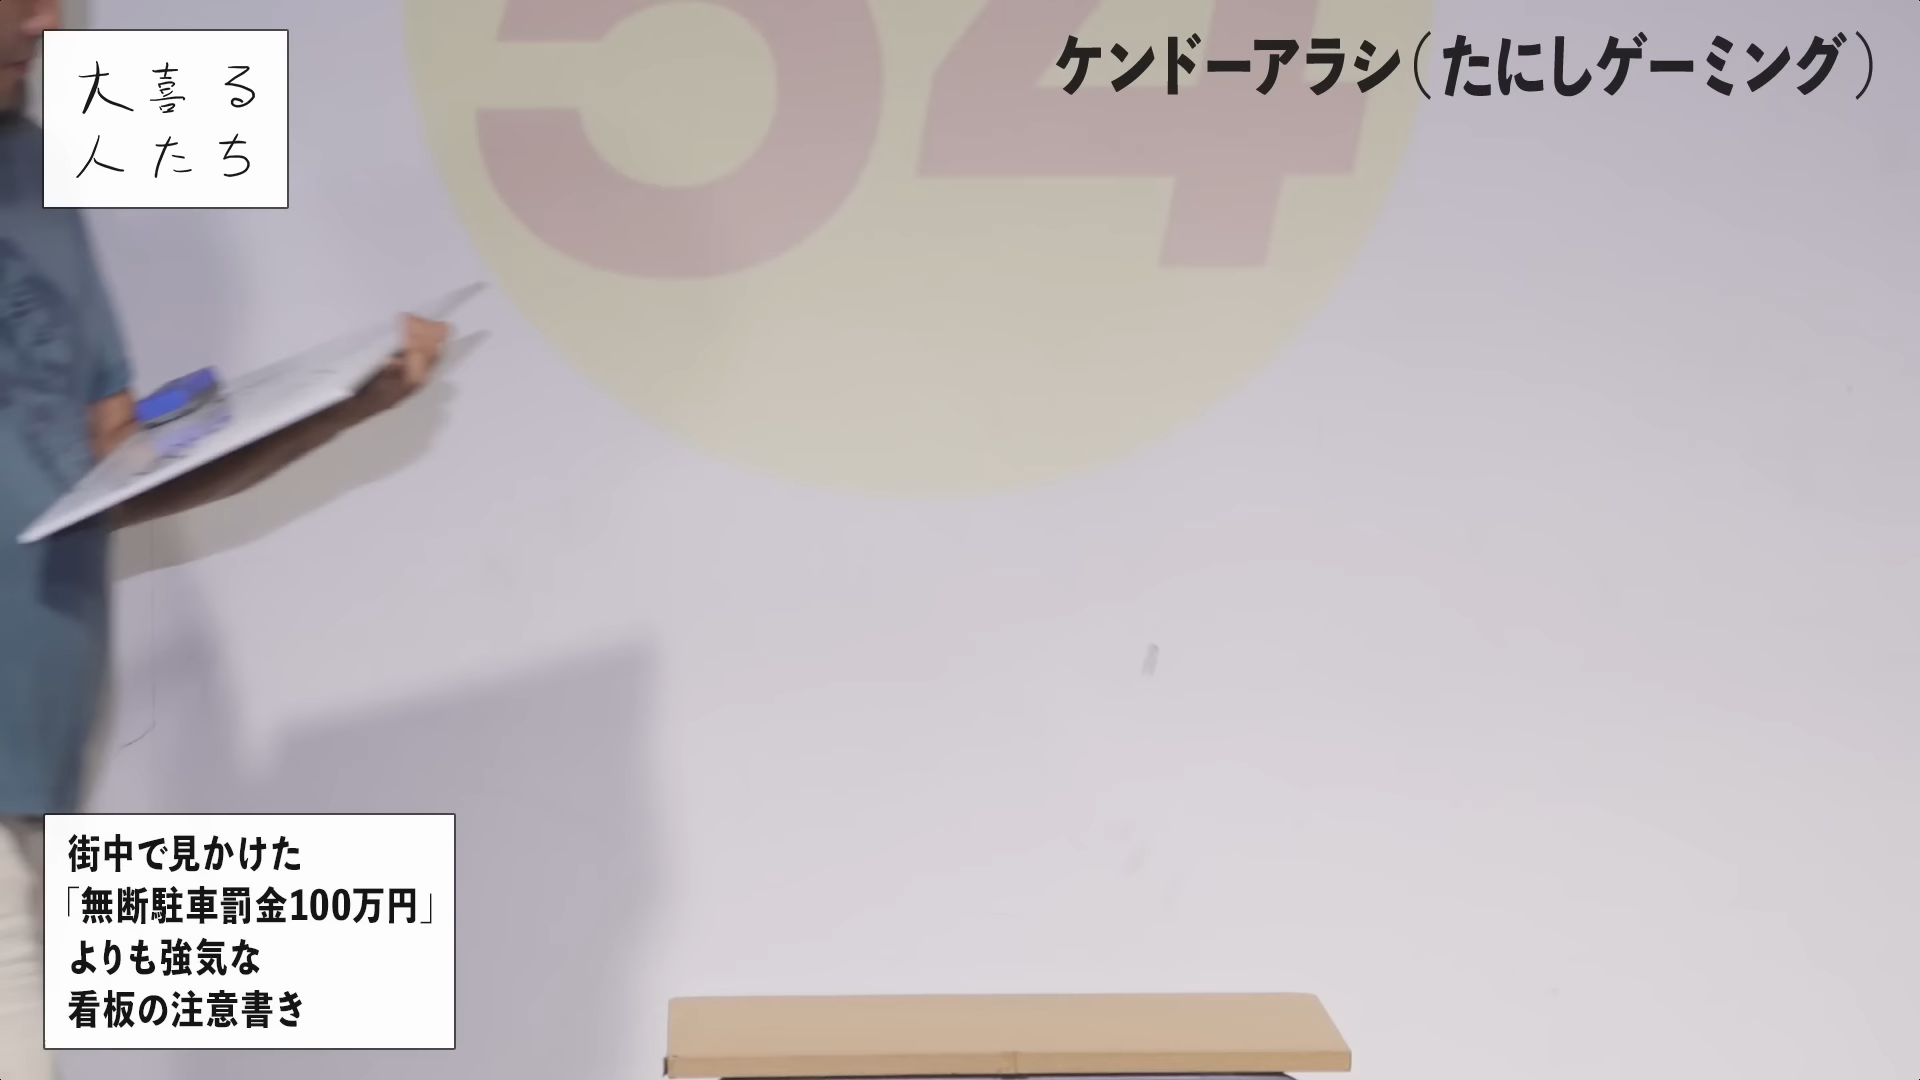 大喜る
人たち
54
ケンドーアラシ(たにしゲーミング)
街中で見かけた
「無断駐車罰金100万円」
よりも強気な
看板の注意書き